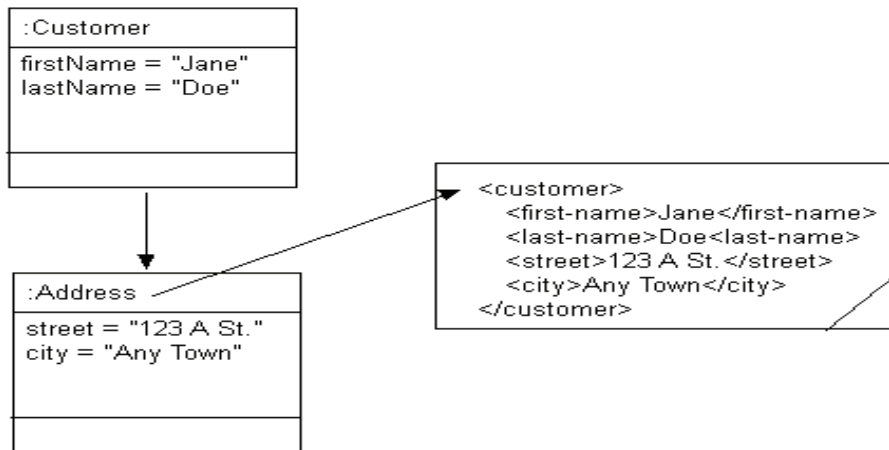 :Customer
firstName = "Jane"
lastName = "Doe"
:Address
street = "123 A St."
city = "Any Town"
<customer>
<first-name>Jane</first-name>
<last-name>Doe<last-name>
<street>123 A St.</street>
<city>Any Town</city>
</customer>